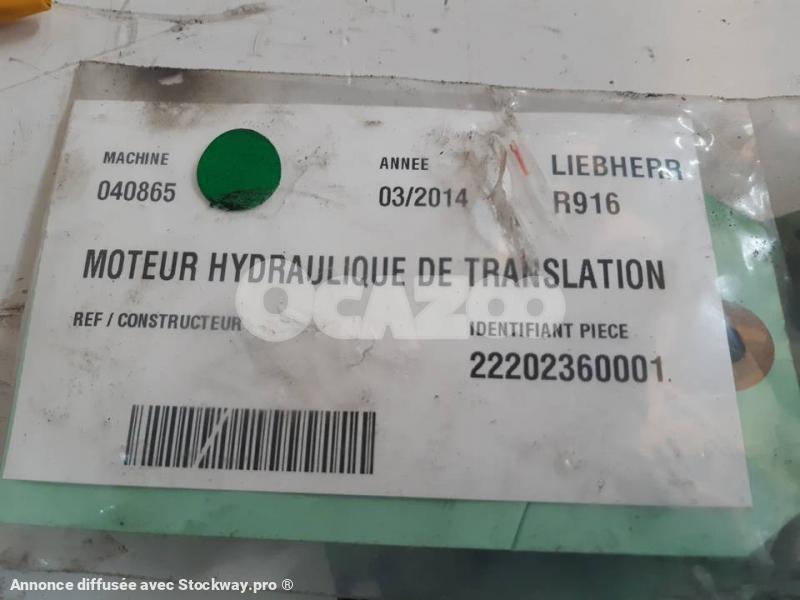 MACHINE
040865
ANNEE
03/2014
LIEBHERR
R916
MOTEUR HYDRAULIQUE DE TRANSLATION
OCAZOO
REF / CONSTRUCTEUR
IDENTIFIANT PIECE
22202360001
Annonce diffusée avec Stockway.pro ®